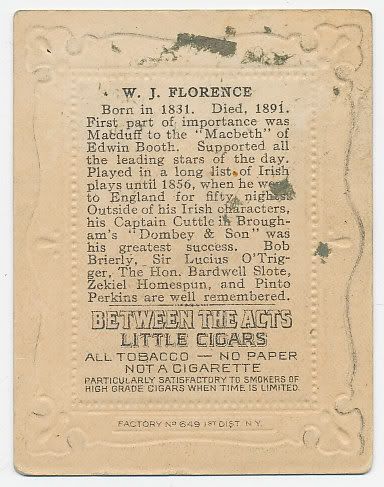 W. J. FLORENCE
Born in 1831. Died, 1891.
First part of importance was
Macduff to the "Macbeth" of
Edwin Booth. Supported all
the leading stars of the day.
Played in a long list of Irish
plays until 1856, when he went
to England for fifty nights.
Outside of his Irish characters,
his Captain Cuttle in Brough-
am's "Dombey & Son" was
his greatest success. Bob
Brierly, Sir Lucius O'Trig-
ger, The Hon. Bardwell Slote,
Zekiel Homespun, and Pinto
Perkins are well remembered.
BETWEEN THE ACTS
LITTLE CIGARS
ALL TOBACCO — NO PAPER
NOT A CIGARETTE
PARTICULARLY SATISFACTORY TO SMOKERS OF
HIGH GRADE CIGARS WHEN TIME IS LIMITED.
FACTORY No 649 1ST DIST. N.Y.